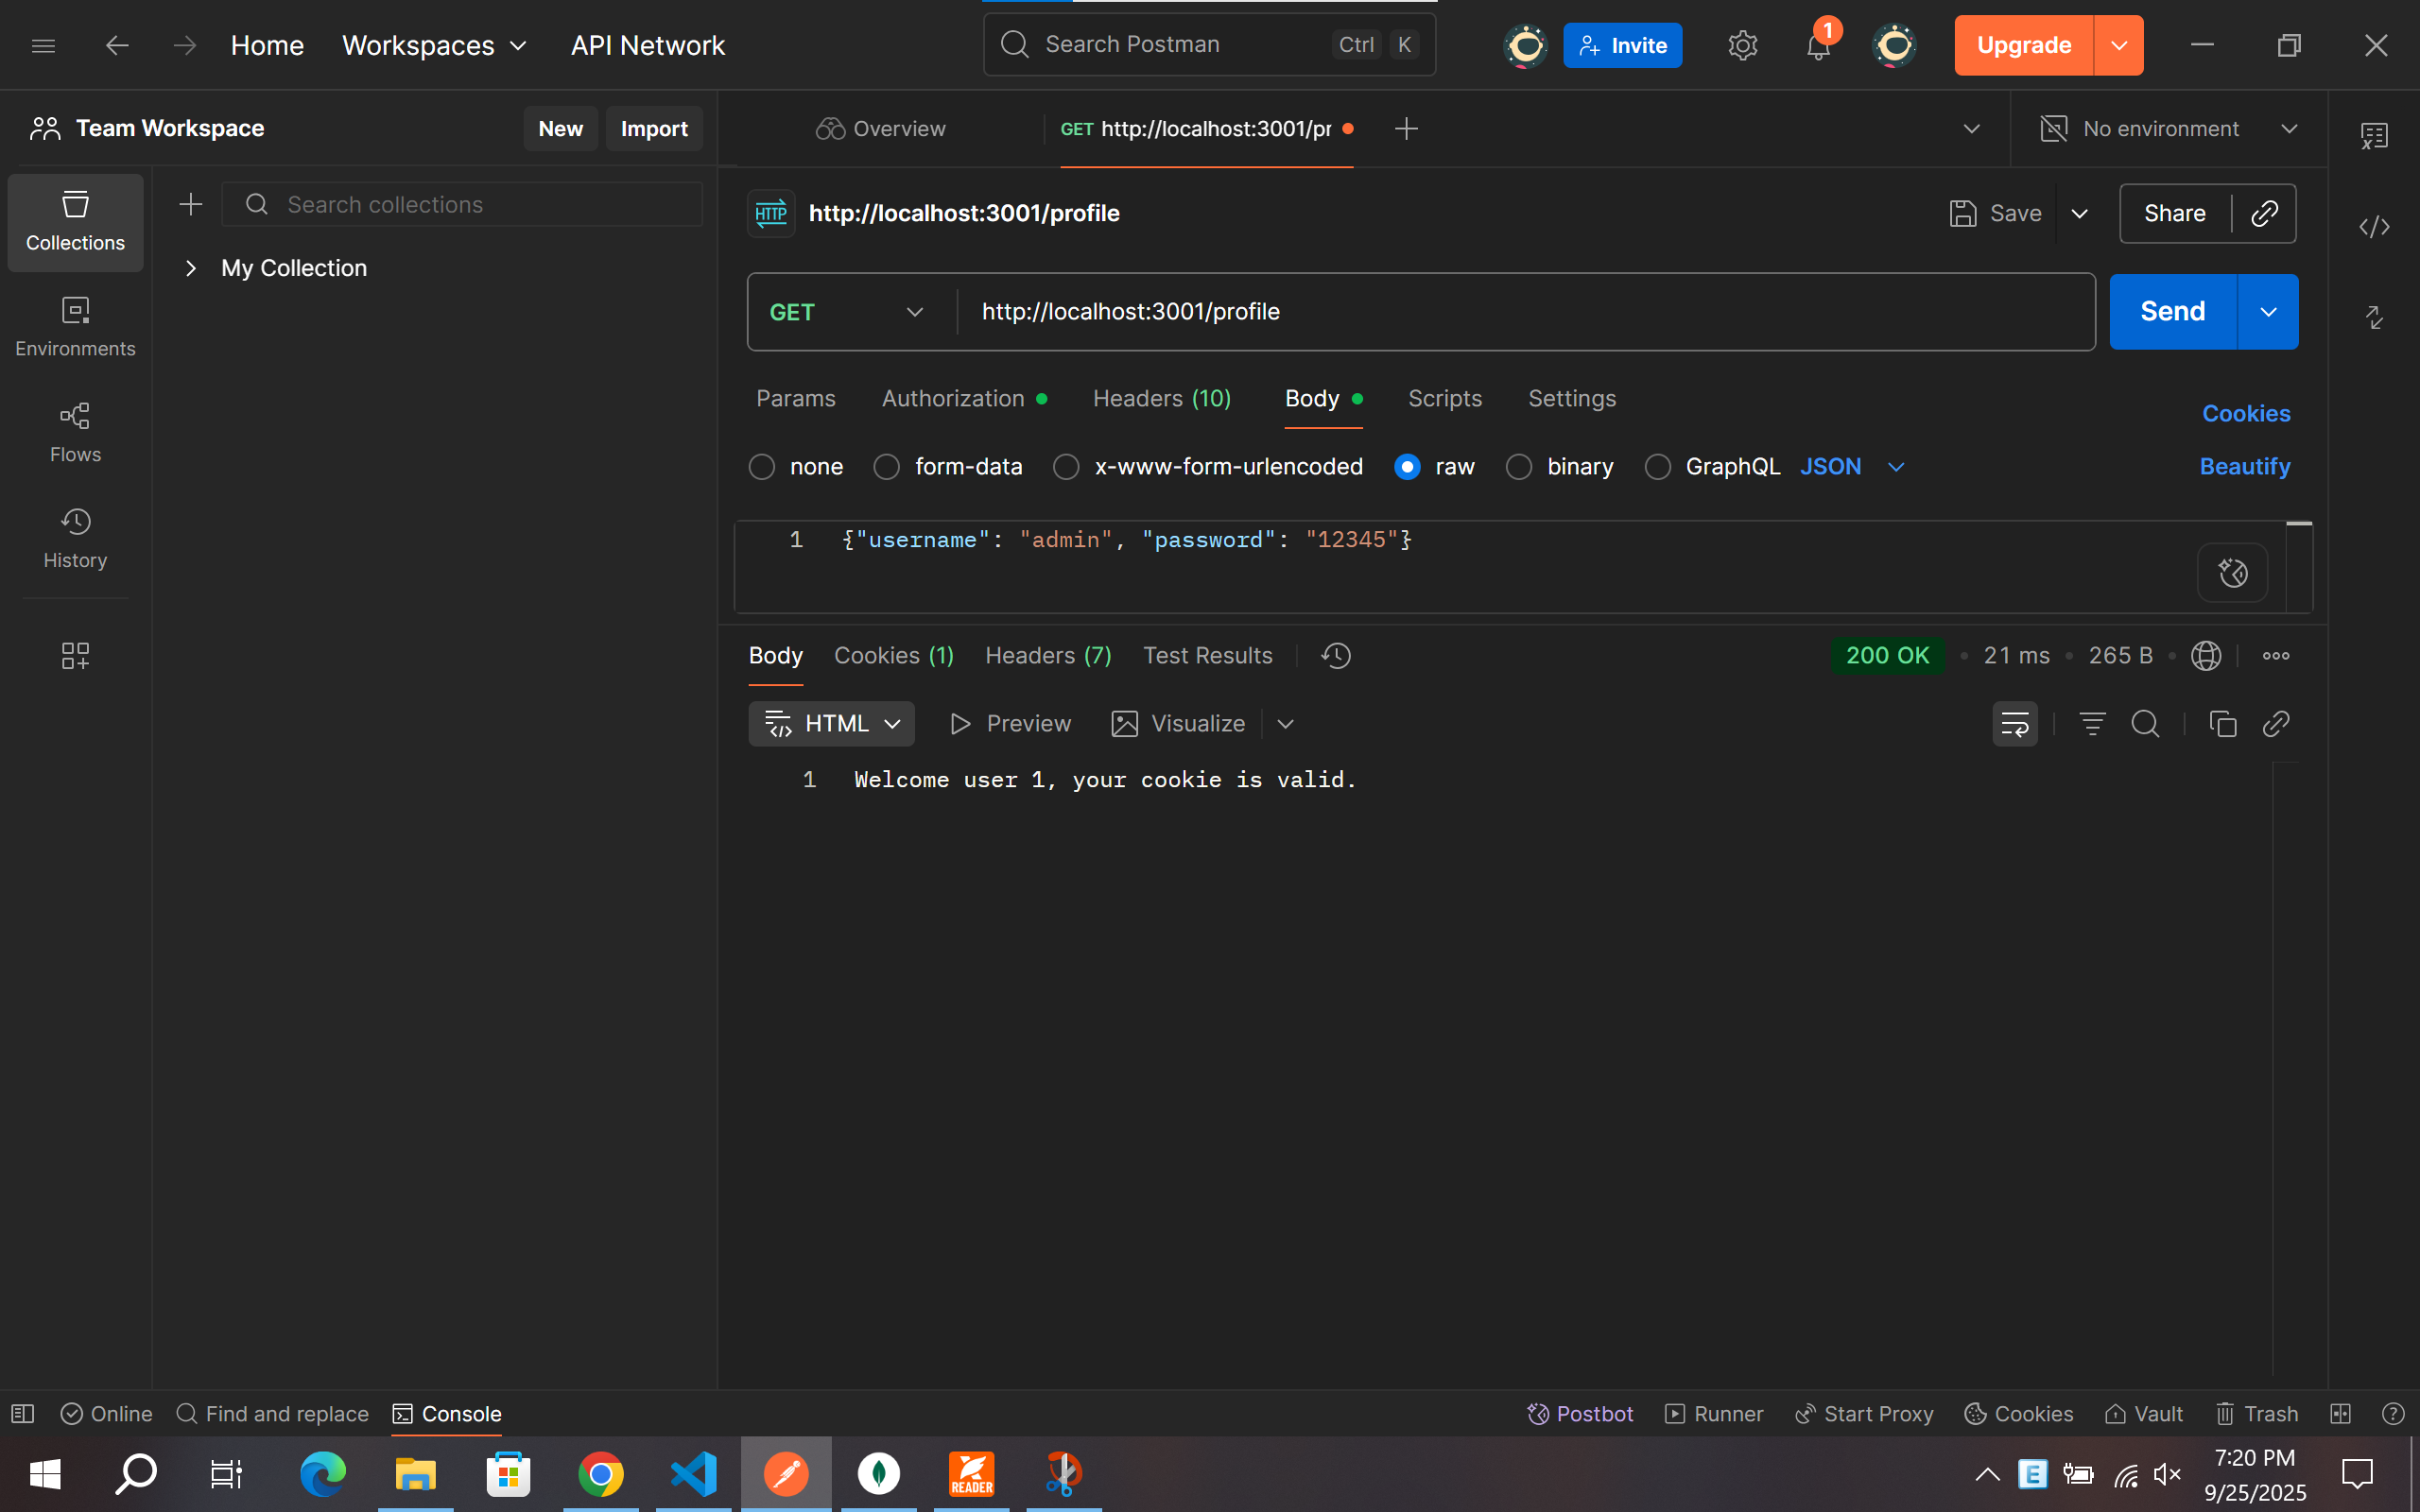 Home Workspaces API Network Search Postman Ctrl K Invite 1 Upgrade
Team Workspace New Import Overview GET http://localhost:3001/pr No environment
Collections
Search collections
My Collection
Environments
Flows
History
HTTP http://localhost:3001/profile Save Share
GET http://localhost:3001/profile Send
Params Authorization Headers (10) Body Scripts Settings Cookies
none form-data x-www-form-urlencoded raw binary GraphQL JSON Beautify
1 {"username": "admin", "password": "12345"}
Body Cookies (1) Headers (7) Test Results 200 OK • 21 ms • 265 B •
HTML Preview Visualize
1 Welcome user 1, your cookie is valid.
Online Find and replace Console Postbot Runner Start Proxy Cookies Vault Trash
READER E 7:20 PM
9/25/2025